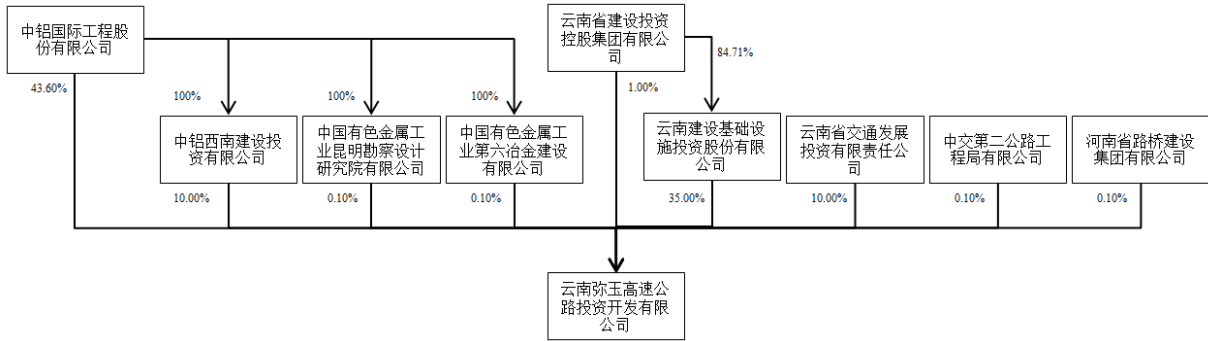 中铝国际工程股
份有限公司
云南省建设投资
控股集团有限公
司
84.71%
43.60%
1.00%
100%
100%
100%
中铝西南建设投
资有限公司
中国有色金属工
业昆明勘察设计
研究院有限公司
中国有色金属工
业第六冶金建设
有限公司
云南建设基础设
施投资股份有限
公司
云南省交通发展
投资有限责任公
司
中交第二公路工
程局有限公司
河南省路桥建设
集团有限公司
10.00%
0.10%
0.10%
35.00%
10.00%
0.10%
0.10%
云南弥玉高速公
路投资开发有限
公司